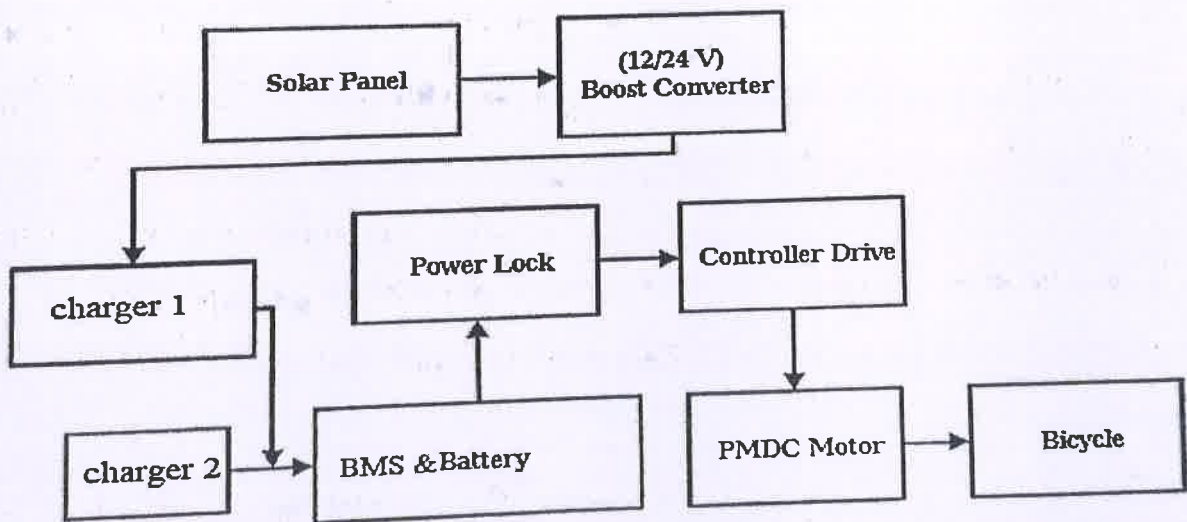 Solar Panel
(12/24 V)
Boost Converter
Power Lock
Controller Drive
charger 1
charger 2
BMS & Battery
PMDC Motor
Bicycle